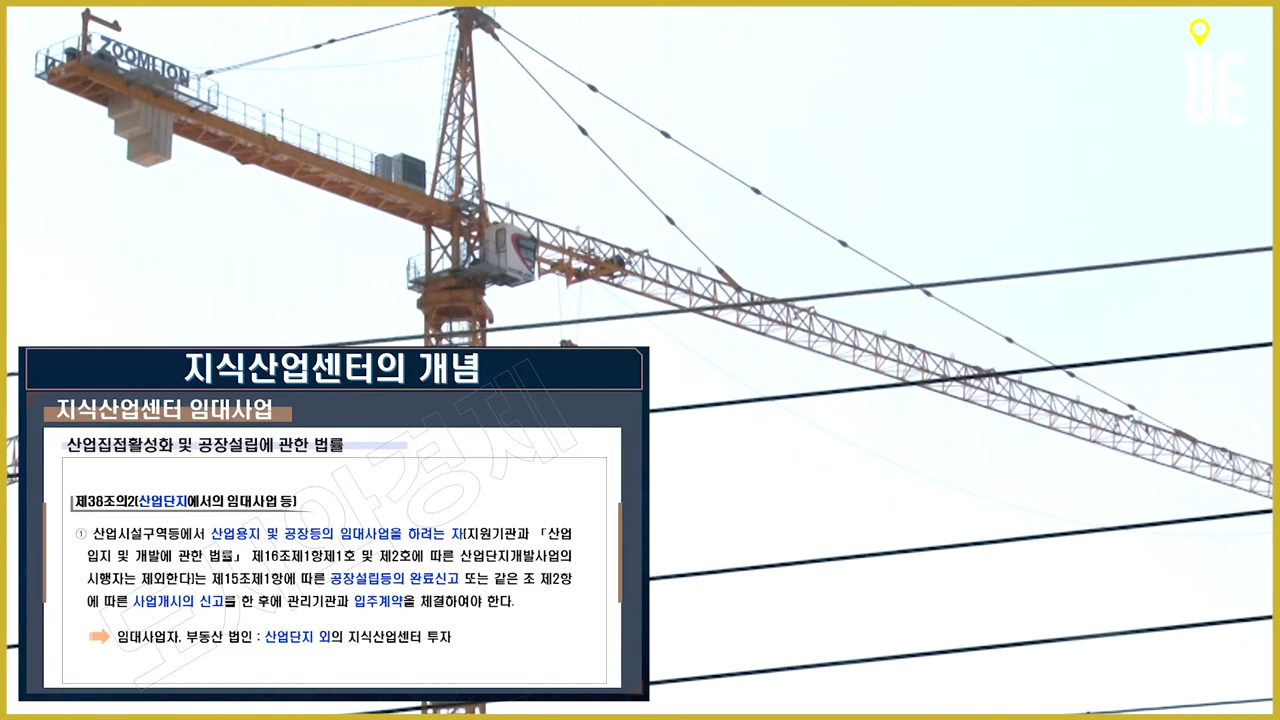 ZOOMLION
UE
지식산업센터의 개념
지식산업센터 임대사업
산업집접활성화 및 공장설립에 관한 법률
제38조의2(산업단지에서의 임대사업 등)
① 산업시설구역등에서 산업용지 및 공장등의 임대사업을 하려는 자(지원기관과 「산업
입지 및 개발에 관한 법률」 제16조제1항제1호 및 제2호에 따른 산업단지개발사업의
시행자는 제외한다)는 제15조제1항에 따른 공장설립등의 완료신고 또는 같은 조 제2항
에 따른 사업개시의 신고를 한 후에 관리기관과 입주계약을 체결하여야 한다.
임대사업자, 부동산 법인 : 산업단지 외의 지식산업센터 투자
도시안경제